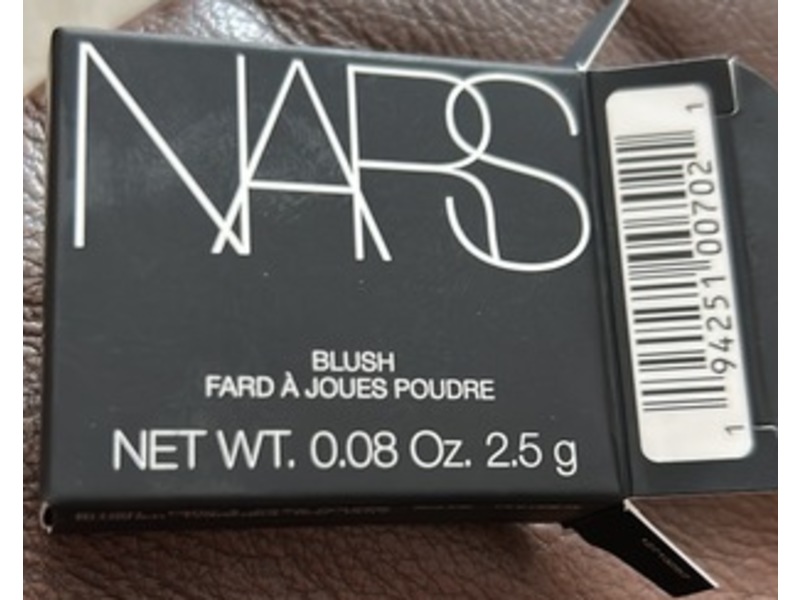 NARS
BLUSH
FARD À JOUES POUDRE
NET WT. 0.08 Oz. 2.5 g
1 94251 00702 1